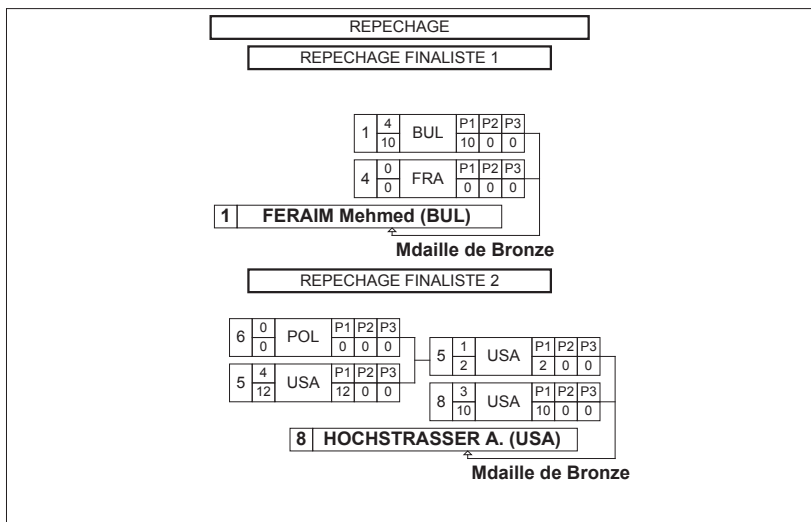 REPECHAGE
REPECHAGE FINALISTE 1
1 4 BUL P1 P2 P3
10 10 0 0
4 0 FRA P1 P2 P3
0 0 0 0
1 FERAIM Mehmed (BUL)
Mdaille de Bronze
REPECHAGE FINALISTE 2
6 0 POL P1 P2 P3
0 0 0 0
5 4 USA P1 P2 P3
12 12 0 0
5 1 USA P1 P2 P3
2 2 0 0
8 3 USA P1 P2 P3
10 10 0 0
8 HOCHSTRASSER A. (USA)
Mdaille de Bronze